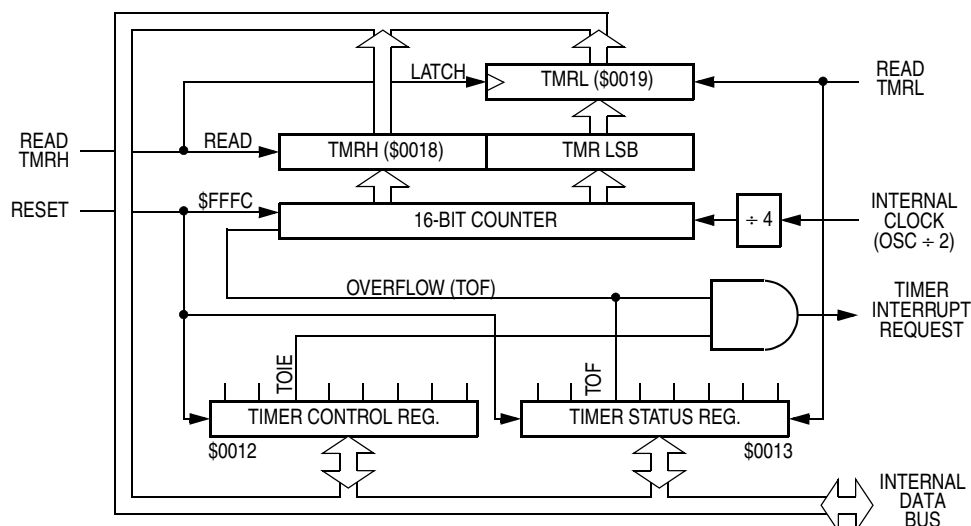 LATCH
TMRL ($0019)
READ
TMRL
READ
TMRH
READ
TMRH ($0018)
TMR LSB
RESET
$FFFC
16-BIT COUNTER
÷ 4
INTERNAL
CLOCK
(OSC ÷ 2)
OVERFLOW (TOF)
TIMER
INTERRUPT
REQUEST
TOIE
TOF
TIMER CONTROL REG.
TIMER STATUS REG.
$0012
$0013
INTERNAL
DATA
BUS